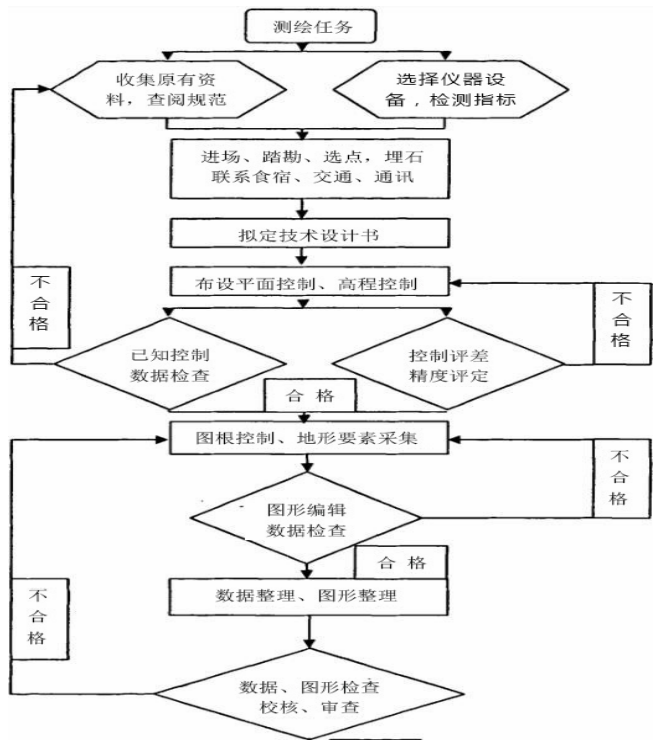 测绘任务
收集原有资
料，查阅规范
选择仪器设
备，检测指标
进场、踏勘、选点，埋石
联系食宿、交通、通讯
拟定技术设计书
布设平面控制、高程控制
不
合
格
不
合
格
已知控制
数据检查
控制评差
精度评定
合 格
图根控制、地形要素采集
不
合
格
图形编辑
数据检查
合 格
数据整理、图形整理
不
合
格
数据、图形检查
校核、审查